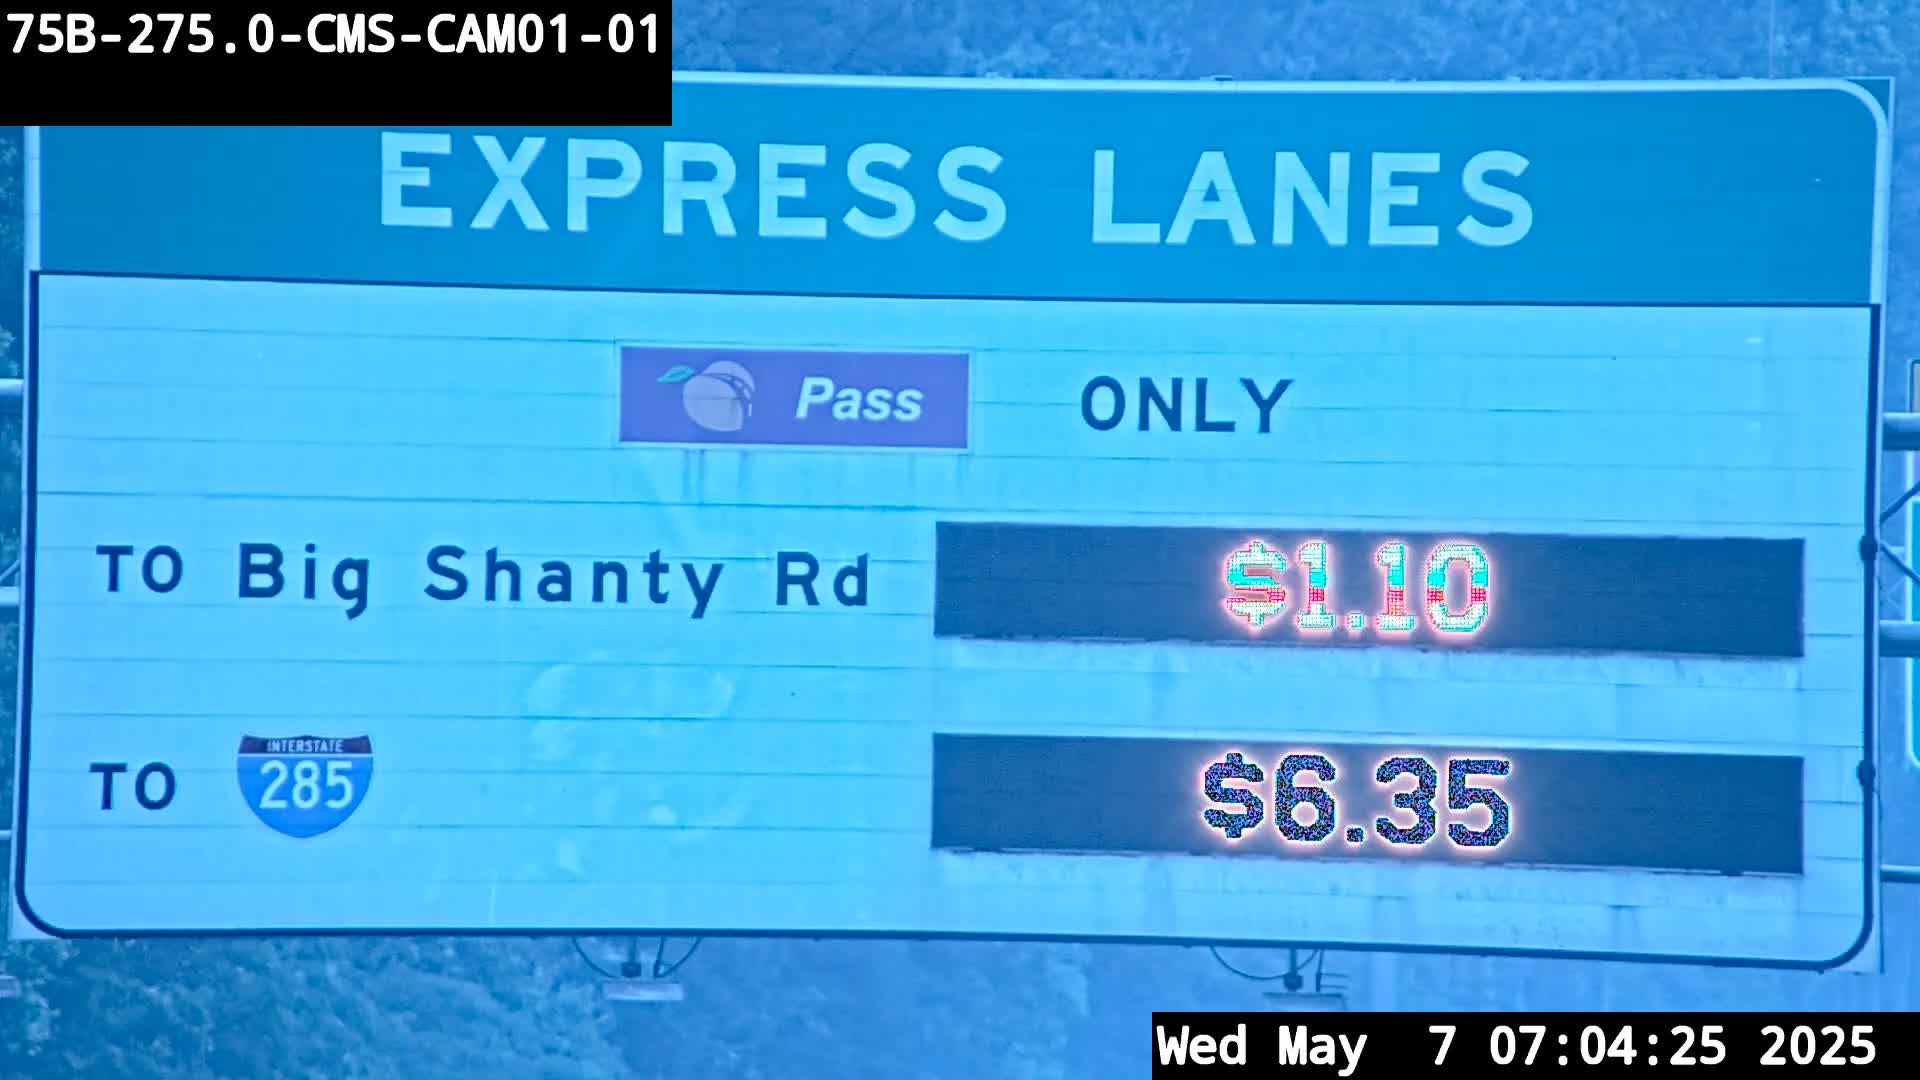 75B-275.0-CMS-CAM01-01
EXPRESS LANES
Pass ONLY
TO Big Shanty Rd $1.10
TO INTERSTATE 285 $6.35
Wed May 7 07:04:25 2025